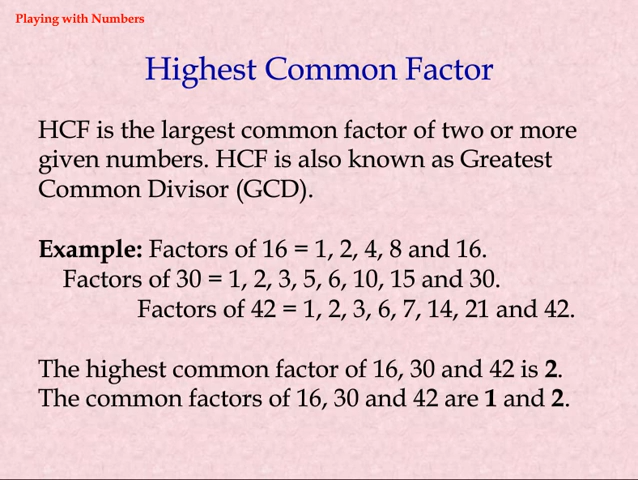 Playing with Numbers
Highest Common Factor
HCF is the largest common factor of two or more
given numbers. HCF is also known as Greatest
Common Divisor (GCD).
Example: Factors of 16 = 1, 2, 4, 8 and 16.
Factors of 30 = 1, 2, 3, 5, 6, 10, 15 and 30.
Factors of 42 = 1, 2, 3, 6, 7, 14, 21 and 42.
The highest common factor of 16, 30 and 42 is 2.
The common factors of 16, 30 and 42 are 1 and 2.